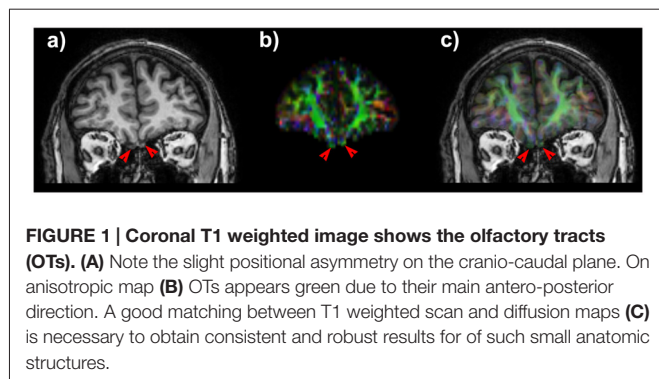 a) b) c)
FIGURE 1 | Coronal T1 weighted image shows the olfactory tracts
(OTs). (A) Note the slight positional asymmetry on the cranio-caudal plane. On
anisotropic map (B) OTs appears green due to their main antero-posterior
direction. A good matching between T1 weighted scan and diffusion maps (C)
is necessary to obtain consistent and robust results for of such small anatomic
structures.